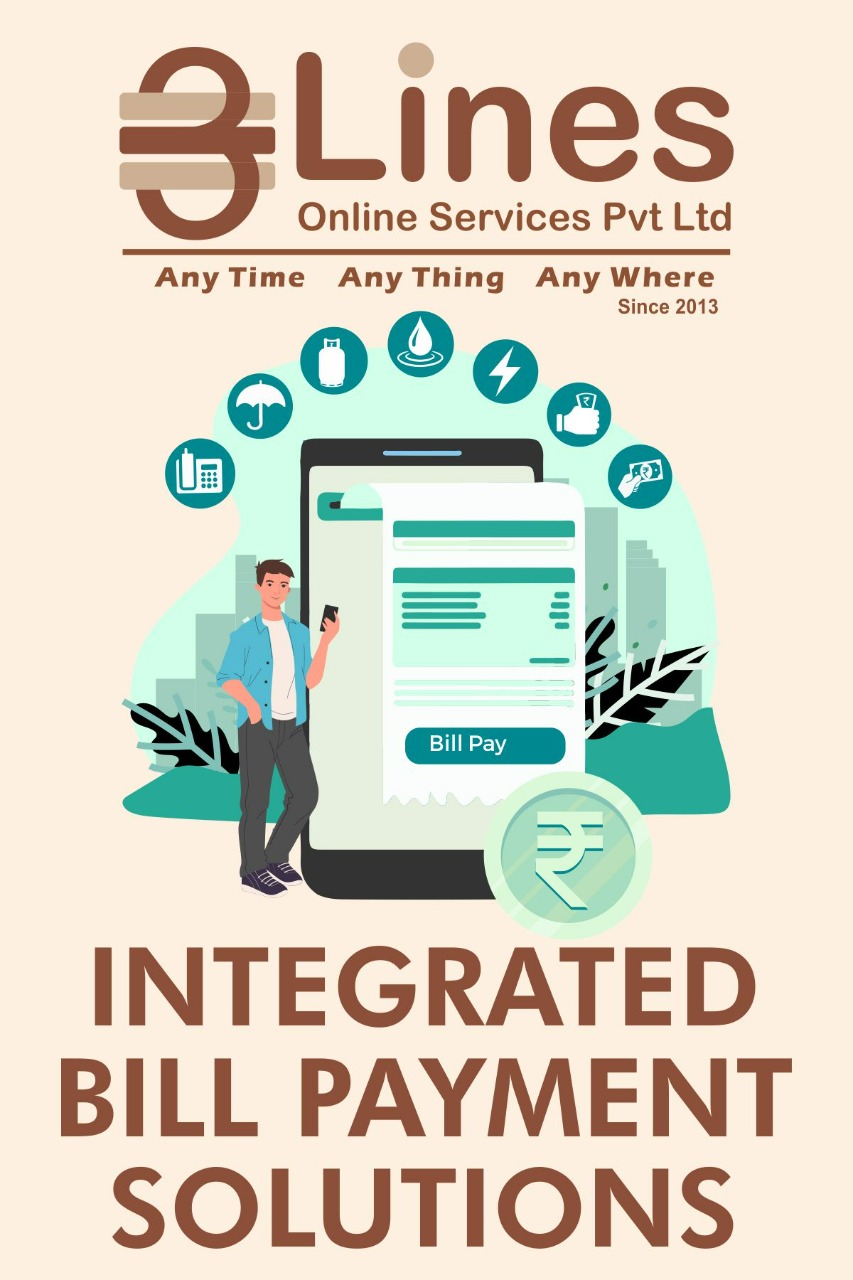 3 Lines
Online Services Pvt Ltd
Any Time Any Thing Any Where
Since 2013
₹
₹
Bill Pay
₹
INTEGRATED
BILL PAYMENT
SOLUTIONS